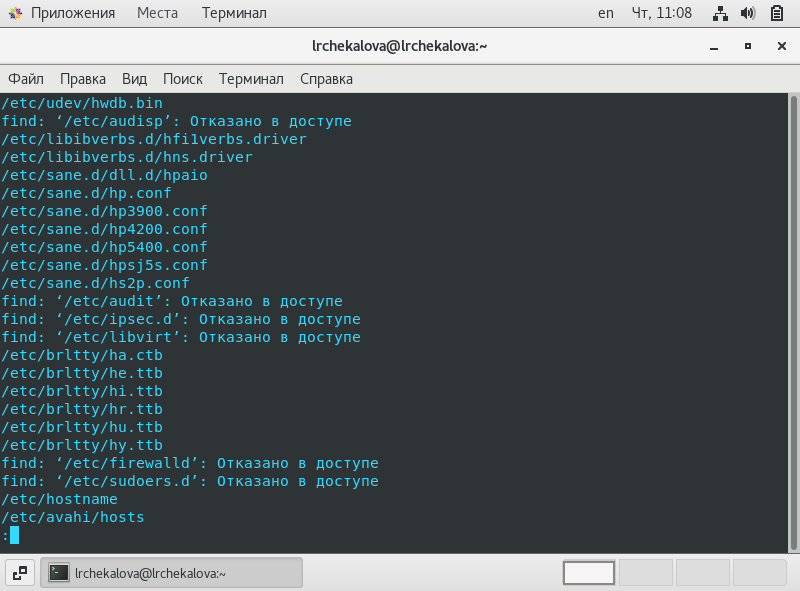 Приложения Места Терминал en Чт, 11:08
lrchekalova@lrchekalova:~
Файл Правка Вид Поиск Терминал Справка
/etc/udev/hwdb.bin
find: ‘/etc/audisp’: Отказано в доступе
/etc/libibverbs.d/hfi1verbs.driver
/etc/libibverbs.d/hns.driver
/etc/sane.d/dll.d/hpaio
/etc/sane.d/hp.conf
/etc/sane.d/hp3900.conf
/etc/sane.d/hp4200.conf
/etc/sane.d/hp5400.conf
/etc/sane.d/hpsj5s.conf
/etc/sane.d/hs2p.conf
find: ‘/etc/audit’: Отказано в доступе
find: ‘/etc/ipsec.d’: Отказано в доступе
find: ‘/etc/libvirt’: Отказано в доступе
/etc/brltty/ha.ctb
/etc/brltty/he.ttb
/etc/brltty/hi.ttb
/etc/brltty/hr.ttb
/etc/brltty/hu.ttb
/etc/brltty/hy.ttb
find: ‘/etc/firewalld’: Отказано в доступе
find: ‘/etc/sudoers.d’: Отказано в доступе
/etc/hostname
/etc/avahi/hosts
:
lrchekalova@lrchekalova:~